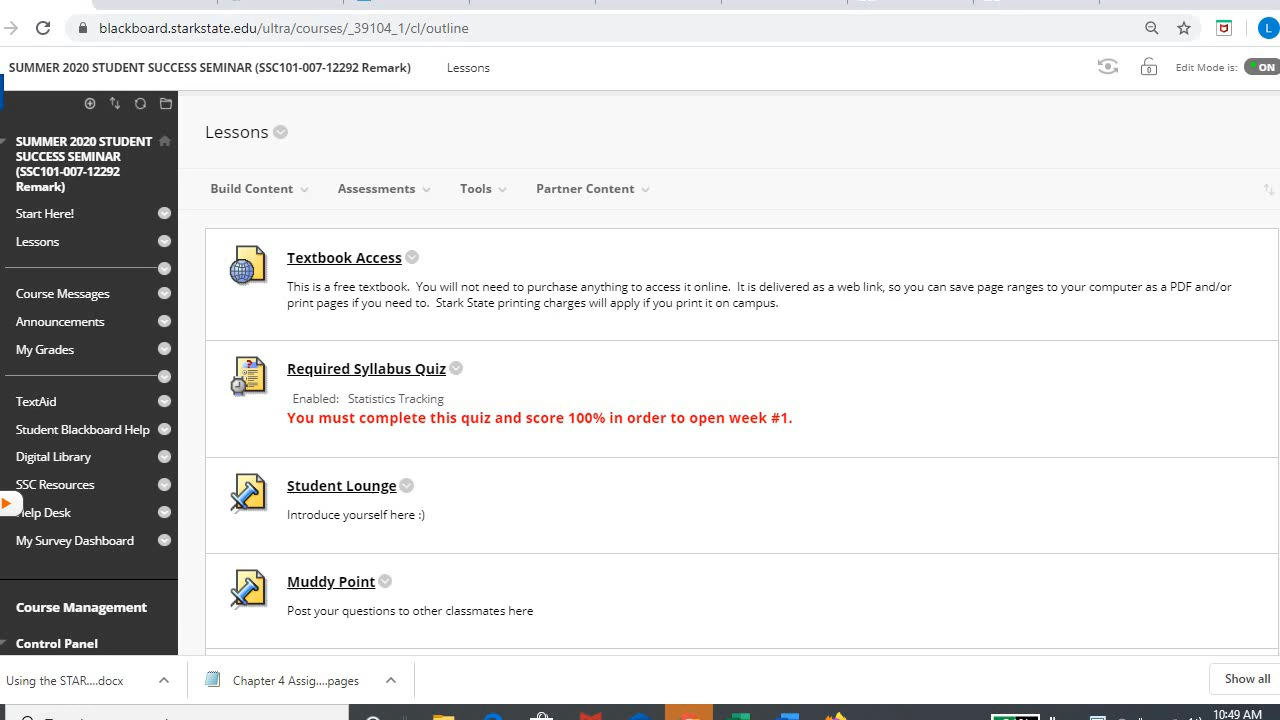 blackboard.starkstate.edu/ultra/courses/_39104_1/cl/outline
L
SUMMER 2020 STUDENT SUCCESS SEMINAR (SSC101-007-12292 Remark)
Lessons
Edit Mode is:
ON
SUMMER 2020 STUDENT
SUCCESS SEMINAR
(SSC101-007-12292
Remark)
Start Here!
Lessons
Course Messages
Announcements
My Grades
TextAid
Student Blackboard Help
Digital Library
SSC Resources
Help Desk
My Survey Dashboard
Course Management
Control Panel
Lessons
Build Content
Assessments
Tools
Partner Content
Textbook Access
This is a free textbook. You will not need to purchase anything to access it online. It is delivered as a web link, so you can save page ranges to your computer as a PDF and/or
print pages if you need to. Stark State printing charges will apply if you print it on campus.
Required Syllabus Quiz
Enabled: Statistics Tracking
You must complete this quiz and score 100% in order to open week #1.
Student Lounge
Introduce yourself here :)
Muddy Point
Post your questions to other classmates here
Using the STAR....docx
Chapter 4 Assig....pages
Show all
10:49 AM